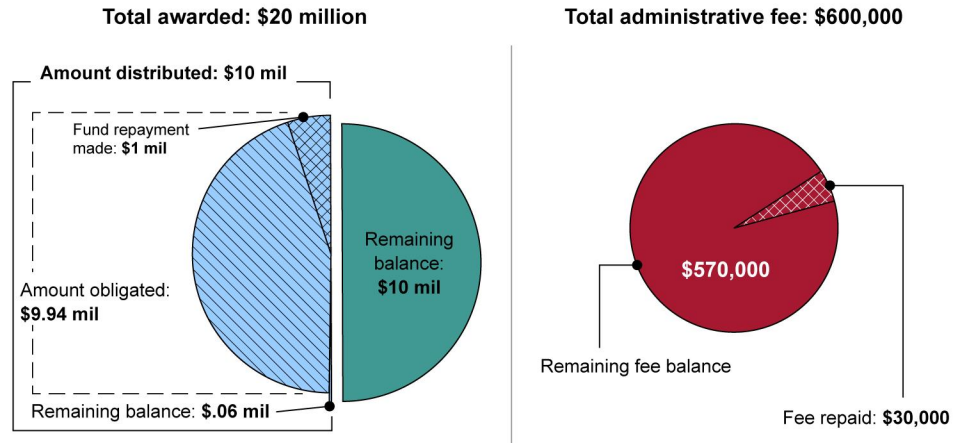 Total awarded: $20 million
Amount distributed: $10 mil
Fund repayment
made: $1 mil
Remaining
balance:
$10 mil
Amount obligated:
$9.94 mil
Remaining balance: $.06 mil
Total administrative fee: $600,000
$570,000
Remaining fee balance
Fee repaid: $30,000